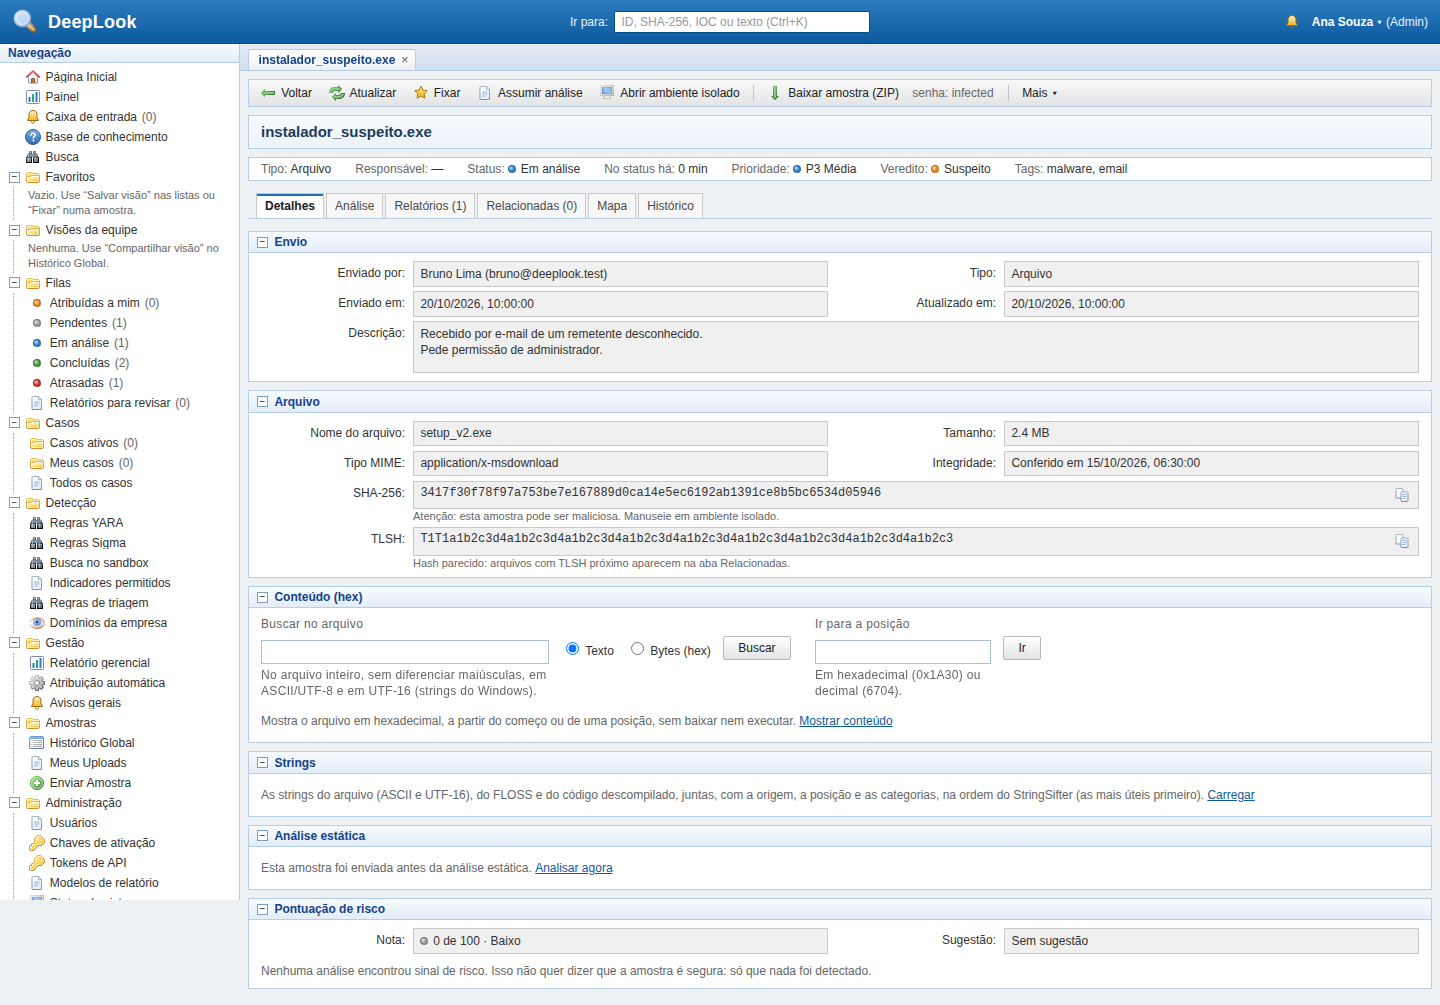 DeepLook
Ir para: ID, SHA-256, IOC ou texto (Ctrl+K)
Ana Souza (Admin)
Navegação
Página Inicial
Painel
Caixa de entrada (0)
Base de conhecimento
Busca
Favoritos
Vazio. Use “Salvar visão” nas listas ou
“Fixar” numa amostra.
Visões da equipe
Nenhuma. Use “Compartilhar visão” no
Histórico Global.
Filas
Atribuídas a mim (0)
Pendentes (1)
Em análise (1)
Concluídas (2)
Atrasadas (1)
Relatórios para revisar (0)
Casos
Casos ativos (0)
Meus casos (0)
Todos os casos
Detecção
Regras YARA
Regras Sigma
Busca no sandbox
Indicadores permitidos
Regras de triagem
Domínios da empresa
Gestão
Relatório gerencial
Atribuição automática
Avisos gerais
Amostras
Histórico Global
Meus Uploads
Enviar Amostra
Administração
Usuários
Chaves de ativação
Tokens de API
Modelos de relatório
instalador_suspeito.exe ×
Voltar Atualizar Fixar Assumir análise Abrir ambiente isolado Baixar amostra (ZIP) senha: infected Mais
instalador_suspeito.exe
Tipo: Arquivo Responsável: — Status: Em análise No status há: 0 min Prioridade: P3 Média Veredito: Suspeito Tags: malware, email
Detalhes Análise Relatórios (1) Relacionadas (0) Mapa Histórico
Envio
Enviado por: Bruno Lima (bruno@deeplook.test) Tipo: Arquivo
Enviado em: 20/10/2026, 10:00:00 Atualizado em: 20/10/2026, 10:00:00
Descrição: Recebido por e-mail de um remetente desconhecido.
Pede permissão de administrador.
Arquivo
Nome do arquivo: setup_v2.exe Tamanho: 2.4 MB
Tipo MIME: application/x-msdownload Integridade: Conferido em 15/10/2026, 06:30:00
SHA-256: 3417f30f78f97a753be7e167889d0ca14e5ec6192ab1391ce8b5bc6534d05946
Atenção: esta amostra pode ser maliciosa. Manuseie em ambiente isolado.
TLSH: T1T1a1b2c3d4a1b2c3d4a1b2c3d4a1b2c3d4a1b2c3d4a1b2c3d4a1b2c3d4a1b2c3d4a1b2c3
Hash parecido: arquivos com TLSH próximo aparecem na aba Relacionadas.
Conteúdo (hex)
Buscar no arquivo Ir para a posição
Texto Bytes (hex) Buscar Ir
No arquivo inteiro, sem diferenciar maiúsculas, em
ASCII/UTF-8 e em UTF-16 (strings do Windows).
Em hexadecimal (0x1A30) ou
decimal (6704).
Mostra o arquivo em hexadecimal, a partir do começo ou de uma posição, sem baixar nem executar. Mostrar conteúdo
Strings
As strings do arquivo (ASCII e UTF-16), do FLOSS e do código descompilado, juntas, com a origem, a posição e as categorias, na ordem do StringSifter (as mais úteis primeiro). Carregar
Análise estática
Esta amostra foi enviada antes da análise estática. Analisar agora
Pontuação de risco
Nota: 0 de 100 · Baixo Sugestão: Sem sugestão
Nenhuma análise encontrou sinal de risco. Isso não quer dizer que a amostra é segura: só que nada foi detectado.